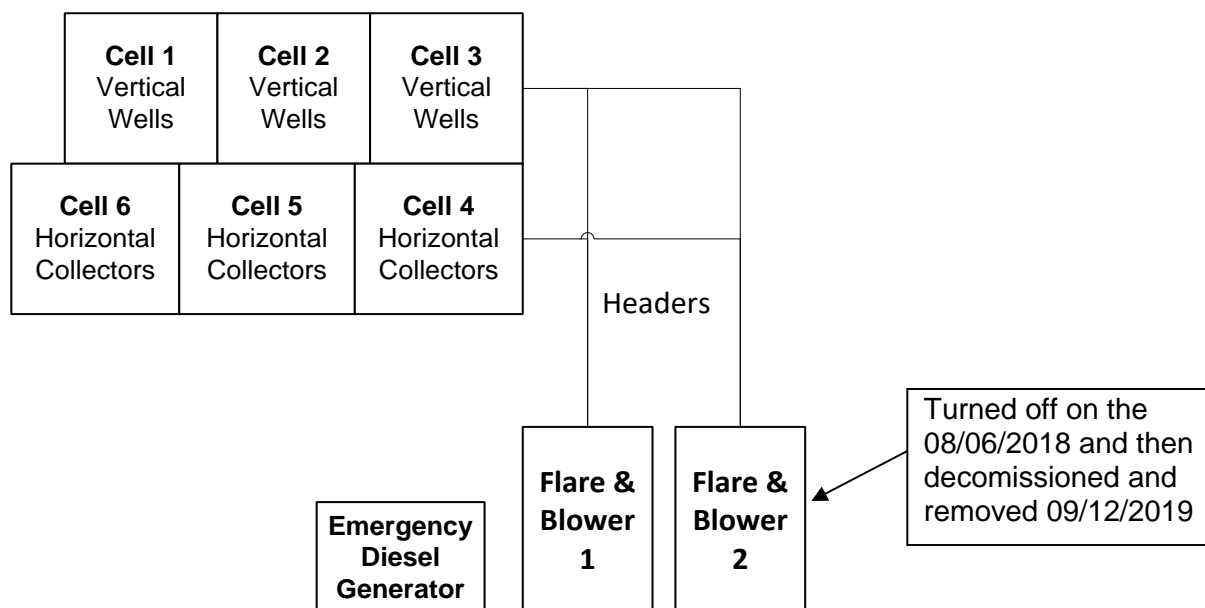 Cell 1
Vertical
Wells
Cell 2
Vertical
Wells
Cell 3
Vertical
Wells
Cell 6
Horizontal
Collectors
Cell 5
Horizontal
Collectors
Cell 4
Horizontal
Collectors
Headers
Turned off on the
08/06/2018 and then
decomissioned and
removed 09/12/2019
Flare &
Blower
1
Flare &
Blower
2
Emergency
Diesel
Generator